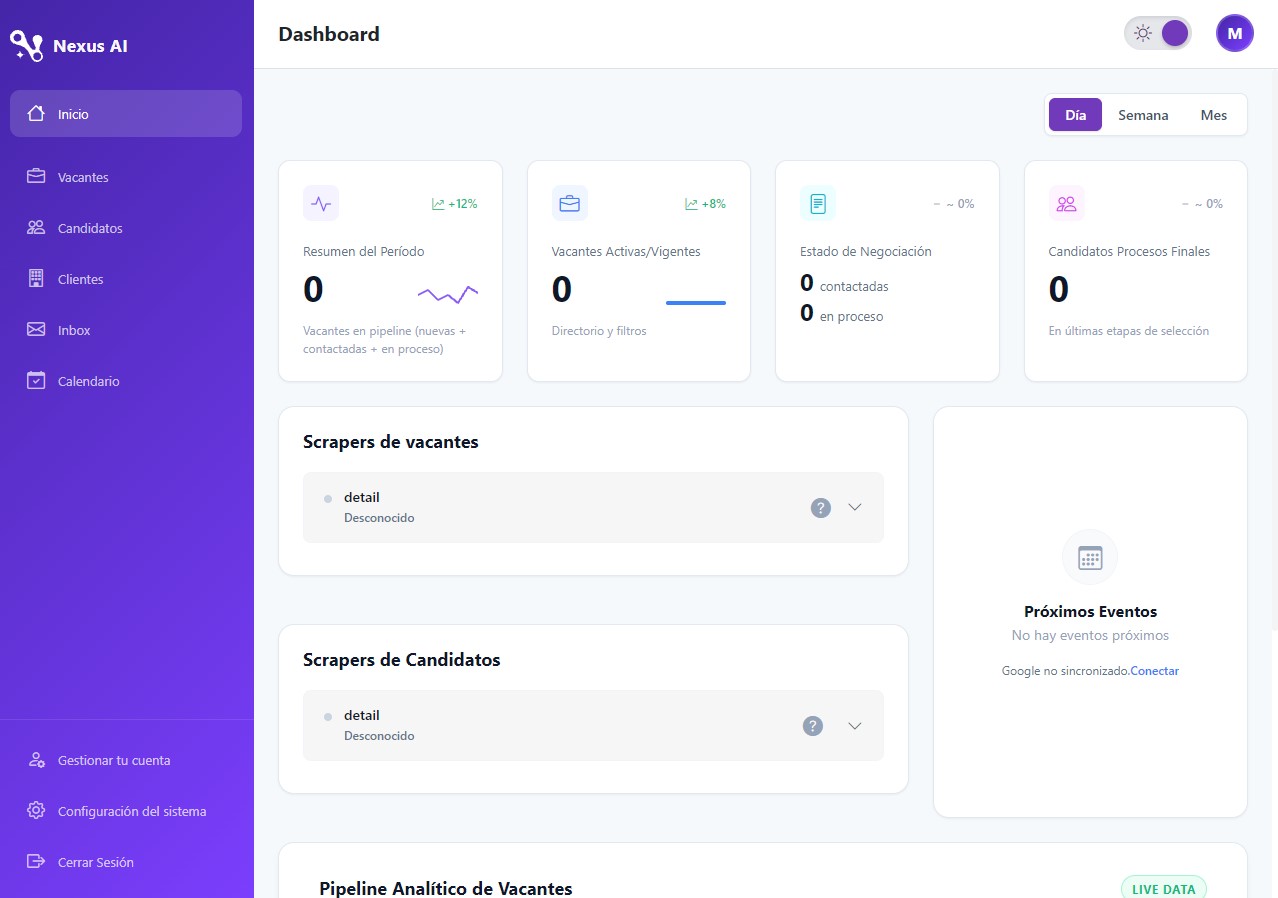 Nexus AI
Inicio
Vacantes
Candidatos
Clientes
Inbox
Calendario
Gestionar tu cuenta
Configuración del sistema
Cerrar Sesión
Dashboard
M
Día Semana Mes
+12%
Resumen del Período
0
Vacantes en pipeline (nuevas +
contactadas + en proceso)
+8%
Vacantes Activas/Vigentes
0
Directorio y filtros
– ~ 0%
Estado de Negociación
0 contactadas
0 en proceso
– ~ 0%
Candidatos Procesos Finales
0
En últimas etapas de selección
Scrapers de vacantes
detail
Desconocido
?
Scrapers de Candidatos
detail
Desconocido
?
Próximos Eventos
No hay eventos próximos
Google no sincronizado.Conectar
Pipeline Analítico de Vacantes
LIVE DATA